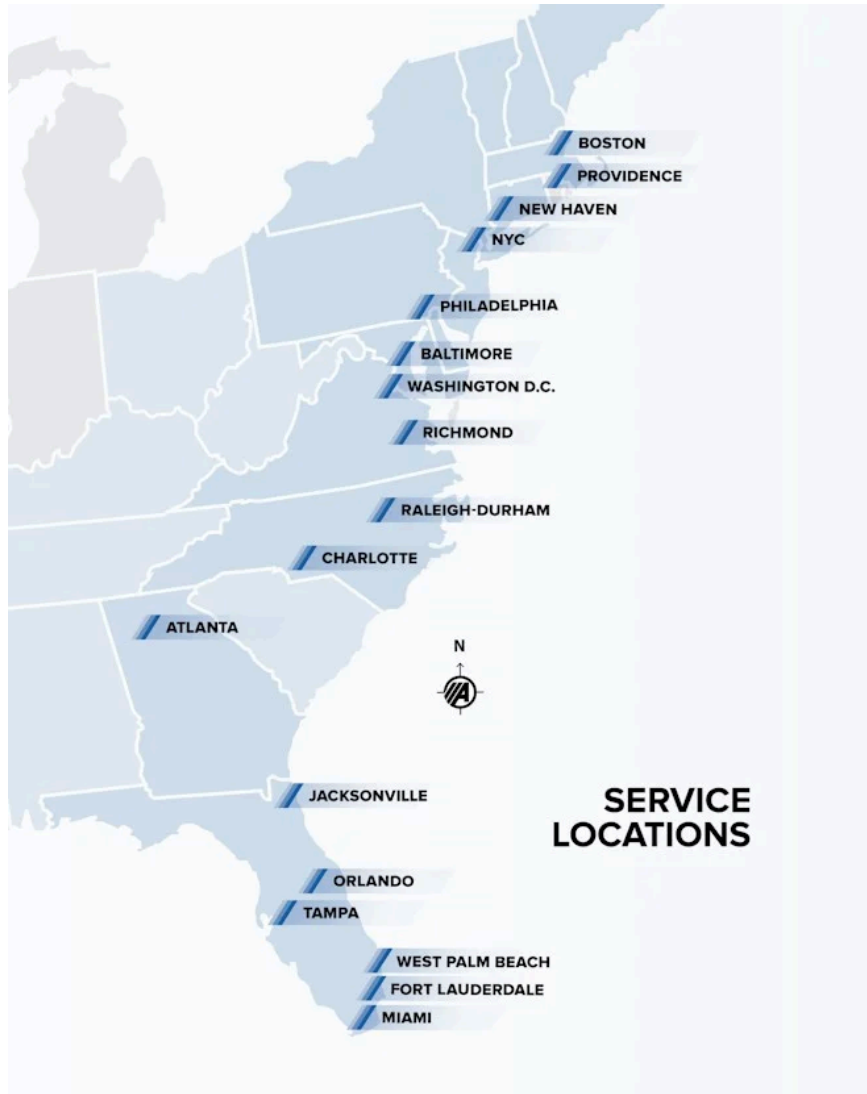 BOSTON
PROVIDENCE
NEW HAVEN
NYC
PHILADELPHIA
BALTIMORE
WASHINGTON D.C.
RICHMOND
RALEIGH-DURHAM
CHARLOTTE
ATLANTA
N
A
JACKSONVILLE
SERVICE
LOCATIONS
ORLANDO
TAMPA
WEST PALM BEACH
FORT LAUDERDALE
MIAMI